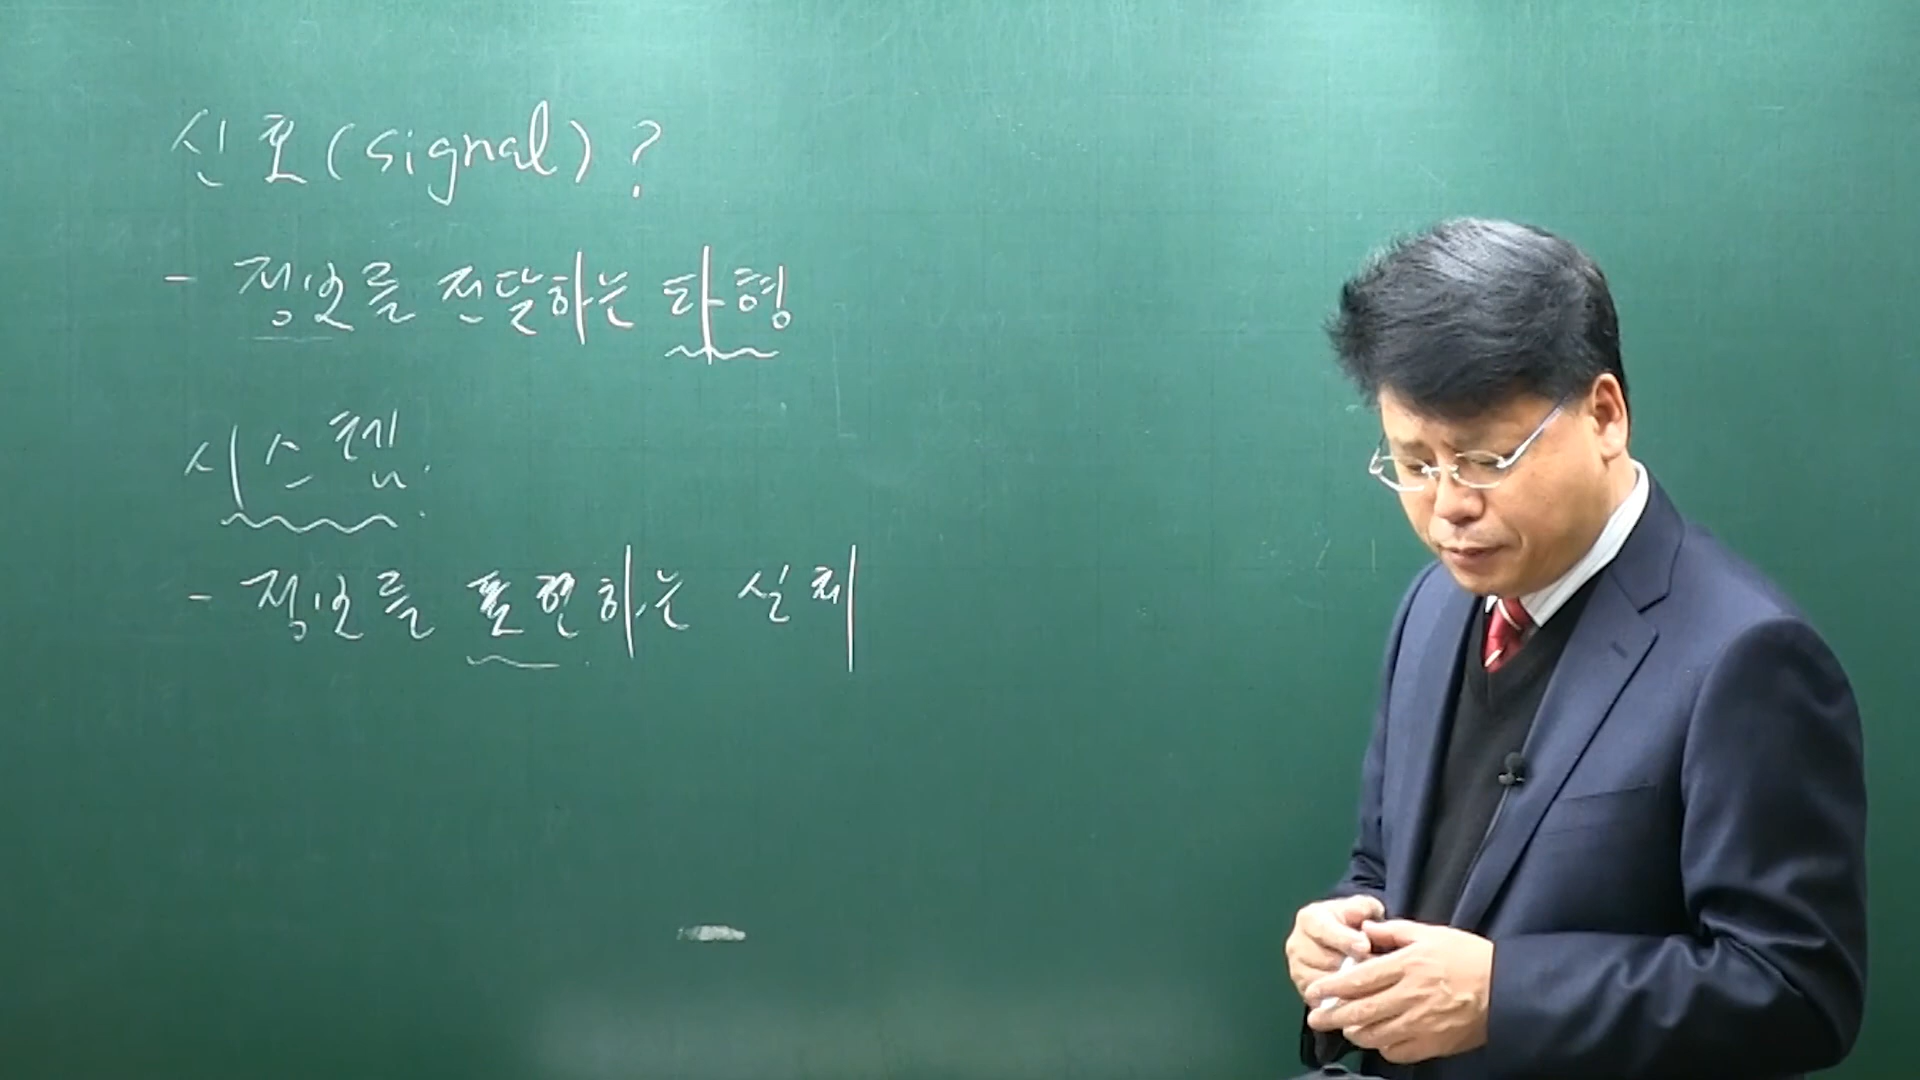 신호(signal)?
- 정보를 전달하는 파형
시스템:
- 정보를 표현하는 실체